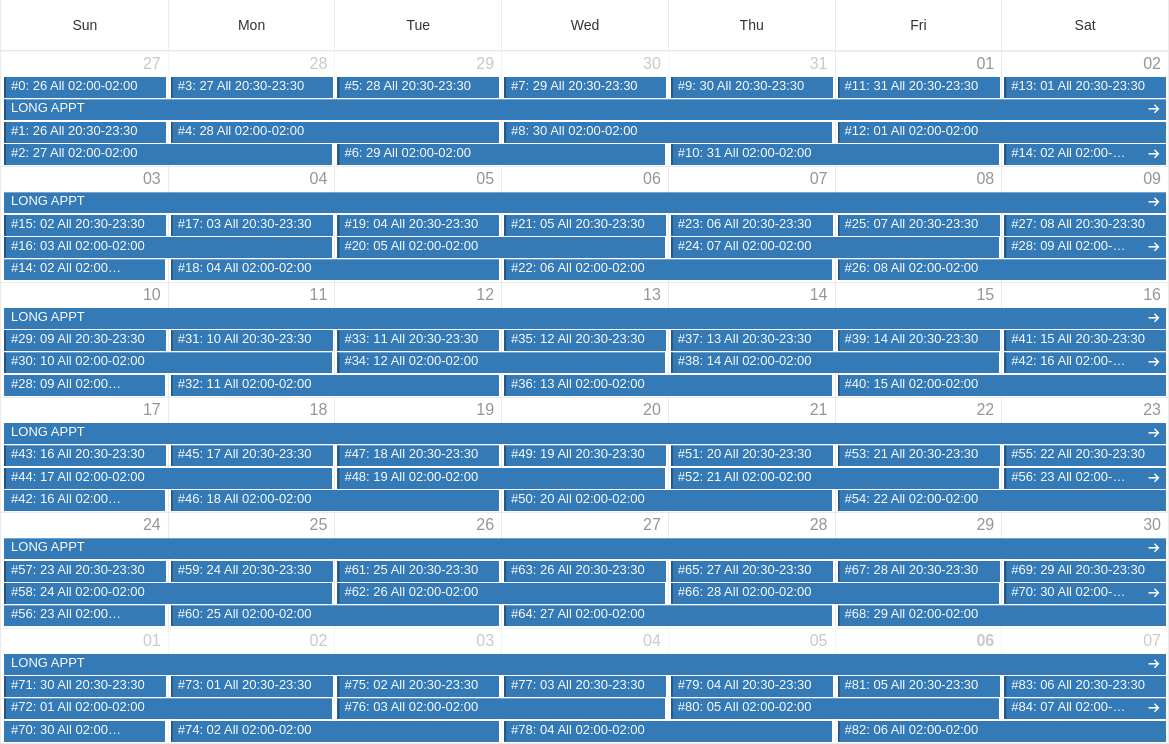 Sun Mon Tue Wed Thu Fri Sat
27 28 29 30 31 01 02
#0: 26 All 02:00-02:00 #3: 27 All 20:30-23:30 #5: 28 All 20:30-23:30 #7: 29 All 20:30-23:30 #9: 30 All 20:30-23:30 #11: 31 All 20:30-23:30 #13: 01 All 20:30-23:30
LONG APPT
#1: 26 All 20:30-23:30 #4: 28 All 02:00-02:00 #8: 30 All 02:00-02:00 #12: 01 All 02:00-02:00
#2: 27 All 02:00-02:00 #6: 29 All 02:00-02:00 #10: 31 All 02:00-02:00 #14: 02 All 02:00-…
03 04 05 06 07 08 09
LONG APPT
#15: 02 All 20:30-23:30 #17: 03 All 20:30-23:30 #19: 04 All 20:30-23:30 #21: 05 All 20:30-23:30 #23: 06 All 20:30-23:30 #25: 07 All 20:30-23:30 #27: 08 All 20:30-23:30
#16: 03 All 02:00-02:00 #20: 05 All 02:00-02:00 #24: 07 All 02:00-02:00 #28: 09 All 02:00-…
#14: 02 All 02:00… #18: 04 All 02:00-02:00 #22: 06 All 02:00-02:00 #26: 08 All 02:00-02:00
10 11 12 13 14 15 16
LONG APPT
#29: 09 All 20:30-23:30 #31: 10 All 20:30-23:30 #33: 11 All 20:30-23:30 #35: 12 All 20:30-23:30 #37: 13 All 20:30-23:30 #39: 14 All 20:30-23:30 #41: 15 All 20:30-23:30
#30: 10 All 02:00-02:00 #34: 12 All 02:00-02:00 #38: 14 All 02:00-02:00 #42: 16 All 02:00-…
#28: 09 All 02:00… #32: 11 All 02:00-02:00 #36: 13 All 02:00-02:00 #40: 15 All 02:00-02:00
17 18 19 20 21 22 23
LONG APPT
#43: 16 All 20:30-23:30 #45: 17 All 20:30-23:30 #47: 18 All 20:30-23:30 #49: 19 All 20:30-23:30 #51: 20 All 20:30-23:30 #53: 21 All 20:30-23:30 #55: 22 All 20:30-23:30
#44: 17 All 02:00-02:00 #48: 19 All 02:00-02:00 #52: 21 All 02:00-02:00 #56: 23 All 02:00-…
#42: 16 All 02:00… #46: 18 All 02:00-02:00 #50: 20 All 02:00-02:00 #54: 22 All 02:00-02:00
24 25 26 27 28 29 30
LONG APPT
#57: 23 All 20:30-23:30 #59: 24 All 20:30-23:30 #61: 25 All 20:30-23:30 #63: 26 All 20:30-23:30 #65: 27 All 20:30-23:30 #67: 28 All 20:30-23:30 #69: 29 All 20:30-23:30
#58: 24 All 02:00-02:00 #62: 26 All 02:00-02:00 #66: 28 All 02:00-02:00 #70: 30 All 02:00-…
#56: 23 All 02:00… #60: 25 All 02:00-02:00 #64: 27 All 02:00-02:00 #68: 29 All 02:00-02:00
01 02 03 04 05 06 07
LONG APPT
#71: 30 All 20:30-23:30 #73: 01 All 20:30-23:30 #75: 02 All 20:30-23:30 #77: 03 All 20:30-23:30 #79: 04 All 20:30-23:30 #81: 05 All 20:30-23:30 #83: 06 All 20:30-23:30
#72: 01 All 02:00-02:00 #76: 03 All 02:00-02:00 #80: 05 All 02:00-02:00 #84: 07 All 02:00-…
#70: 30 All 02:00… #74: 02 All 02:00-02:00 #78: 04 All 02:00-02:00 #82: 06 All 02:00-02:00